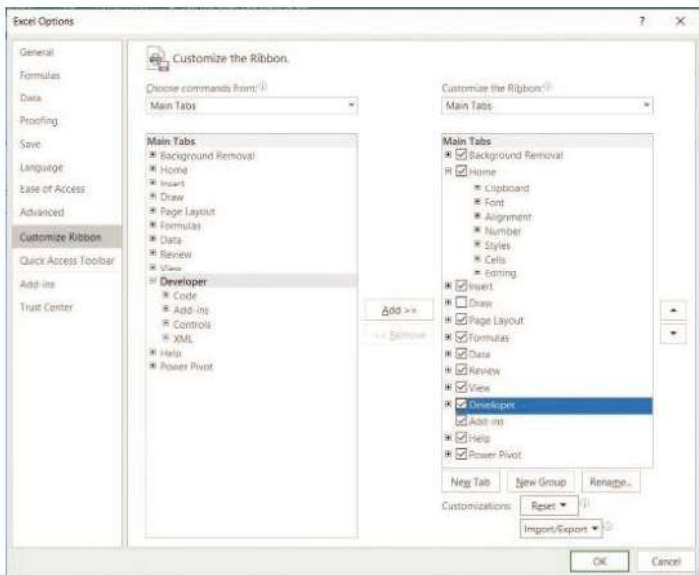 Excel Options
?
×
General
Formulas
Data
Proofing
Save
Language
Ease of Access
Advanced
Customize Ribbon
Quick Access Toolbar
Add-ins
Trust Center
Customize the Ribbon.
Choose commands from:
Main Tabs
Main Tabs
Background Removal
Home
Insert
Draw
Page Layout
Formulas
Data
Review
View
Developer
Code
Add-ins
Controls
XML
Help
Power Pivot
Add >>
<< Remove
Customize the Ribbon:
Main Tabs
Main Tabs
Background Removal
Home
Clipboard
Font
Alignment
Number
Styles
Cells
Editing
Insert
Draw
Page Layout
Formulas
Data
Review
View
Developer
Add-ins
Help
Power Pivot
New Tab
New Group
Rename...
Customizations:
Reset
Import/Export
OK
Cancel